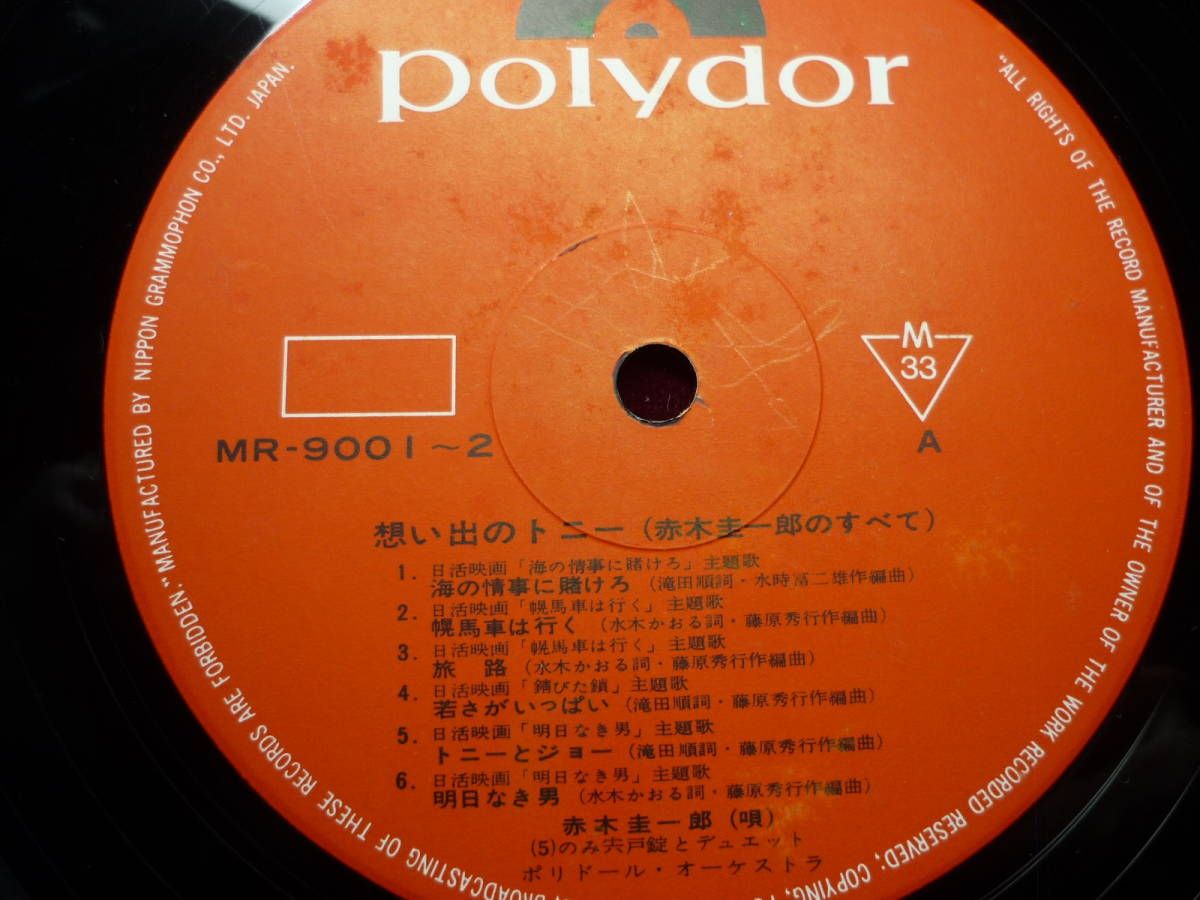 polydor
"ALL RIGHTS OF THE RECORD MANUFACTURER AND OF THE OWNER OF THE WORK RECORDED RESERVED; COPYING,
BROADCASTING OF THESE RECORDS ARE FORBIDDEN." MANUFACTURED BY NIPPON GRAMMOPHON CO., LTD. JAPAN.
M
33
MR-9001~2
A
想い出のトニー(赤木圭一郎のすべて)
1. 日活映画「海の情事に賭けろ」主題歌
海の情事に賭けろ (滝田順詞・水時富二雄作編曲)
2. 日活映画「幌馬車は行く」主題歌
幌馬車は行く (水木かおる詞・藤原秀行作編曲)
3. 日活映画「幌馬車は行く」主題歌
旅 路 (水木かおる詞・藤原秀行作編曲)
4. 日活映画「錆びた鎖」主題歌
若さがいっぱい (滝田順詞・藤原秀行作編曲)
5. 日活映画「明日なき男」主題歌
トニーとジョー (滝田順詞・藤原秀行作編曲)
6. 日活映画「明日なき男」主題歌
明日なき男 (水木かおる詞・藤原秀行作編曲)
赤木圭一郎(唄)
(5)のみ宍戸錠とデュエット
ポリドール・オーケストラ